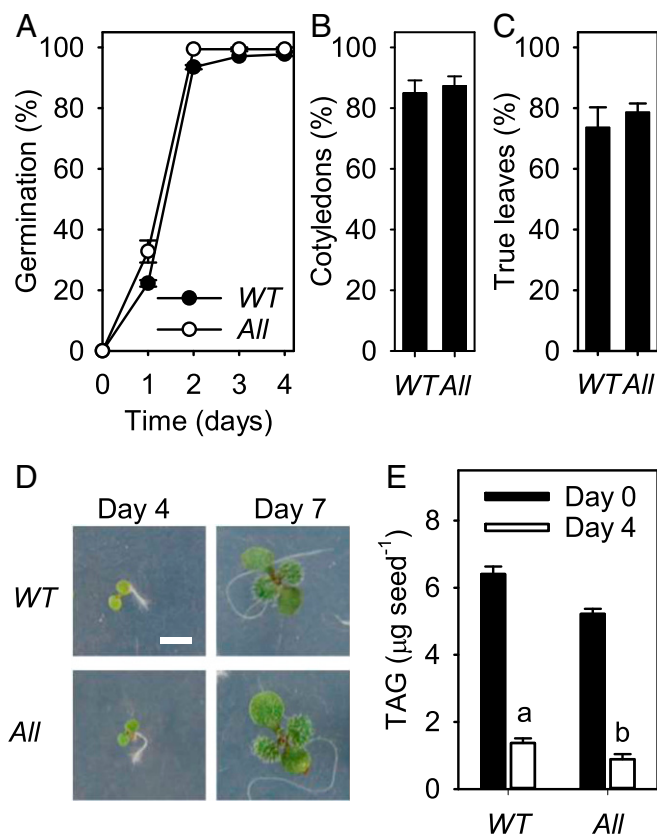 A
100
80
60
40
20
0
Germination (%)
WT
All
0 1 2 3 4
Time (days)
B
100
80
60
40
20
0
Cotyledons (%)
WT All
C
100
80
60
40
20
0
True leaves (%)
WT All
D
Day 4 Day 7
WT
All
E
Day 0
Day 4
8
6
4
2
0
TAG (µg seed⁻¹)
a
b
WT All